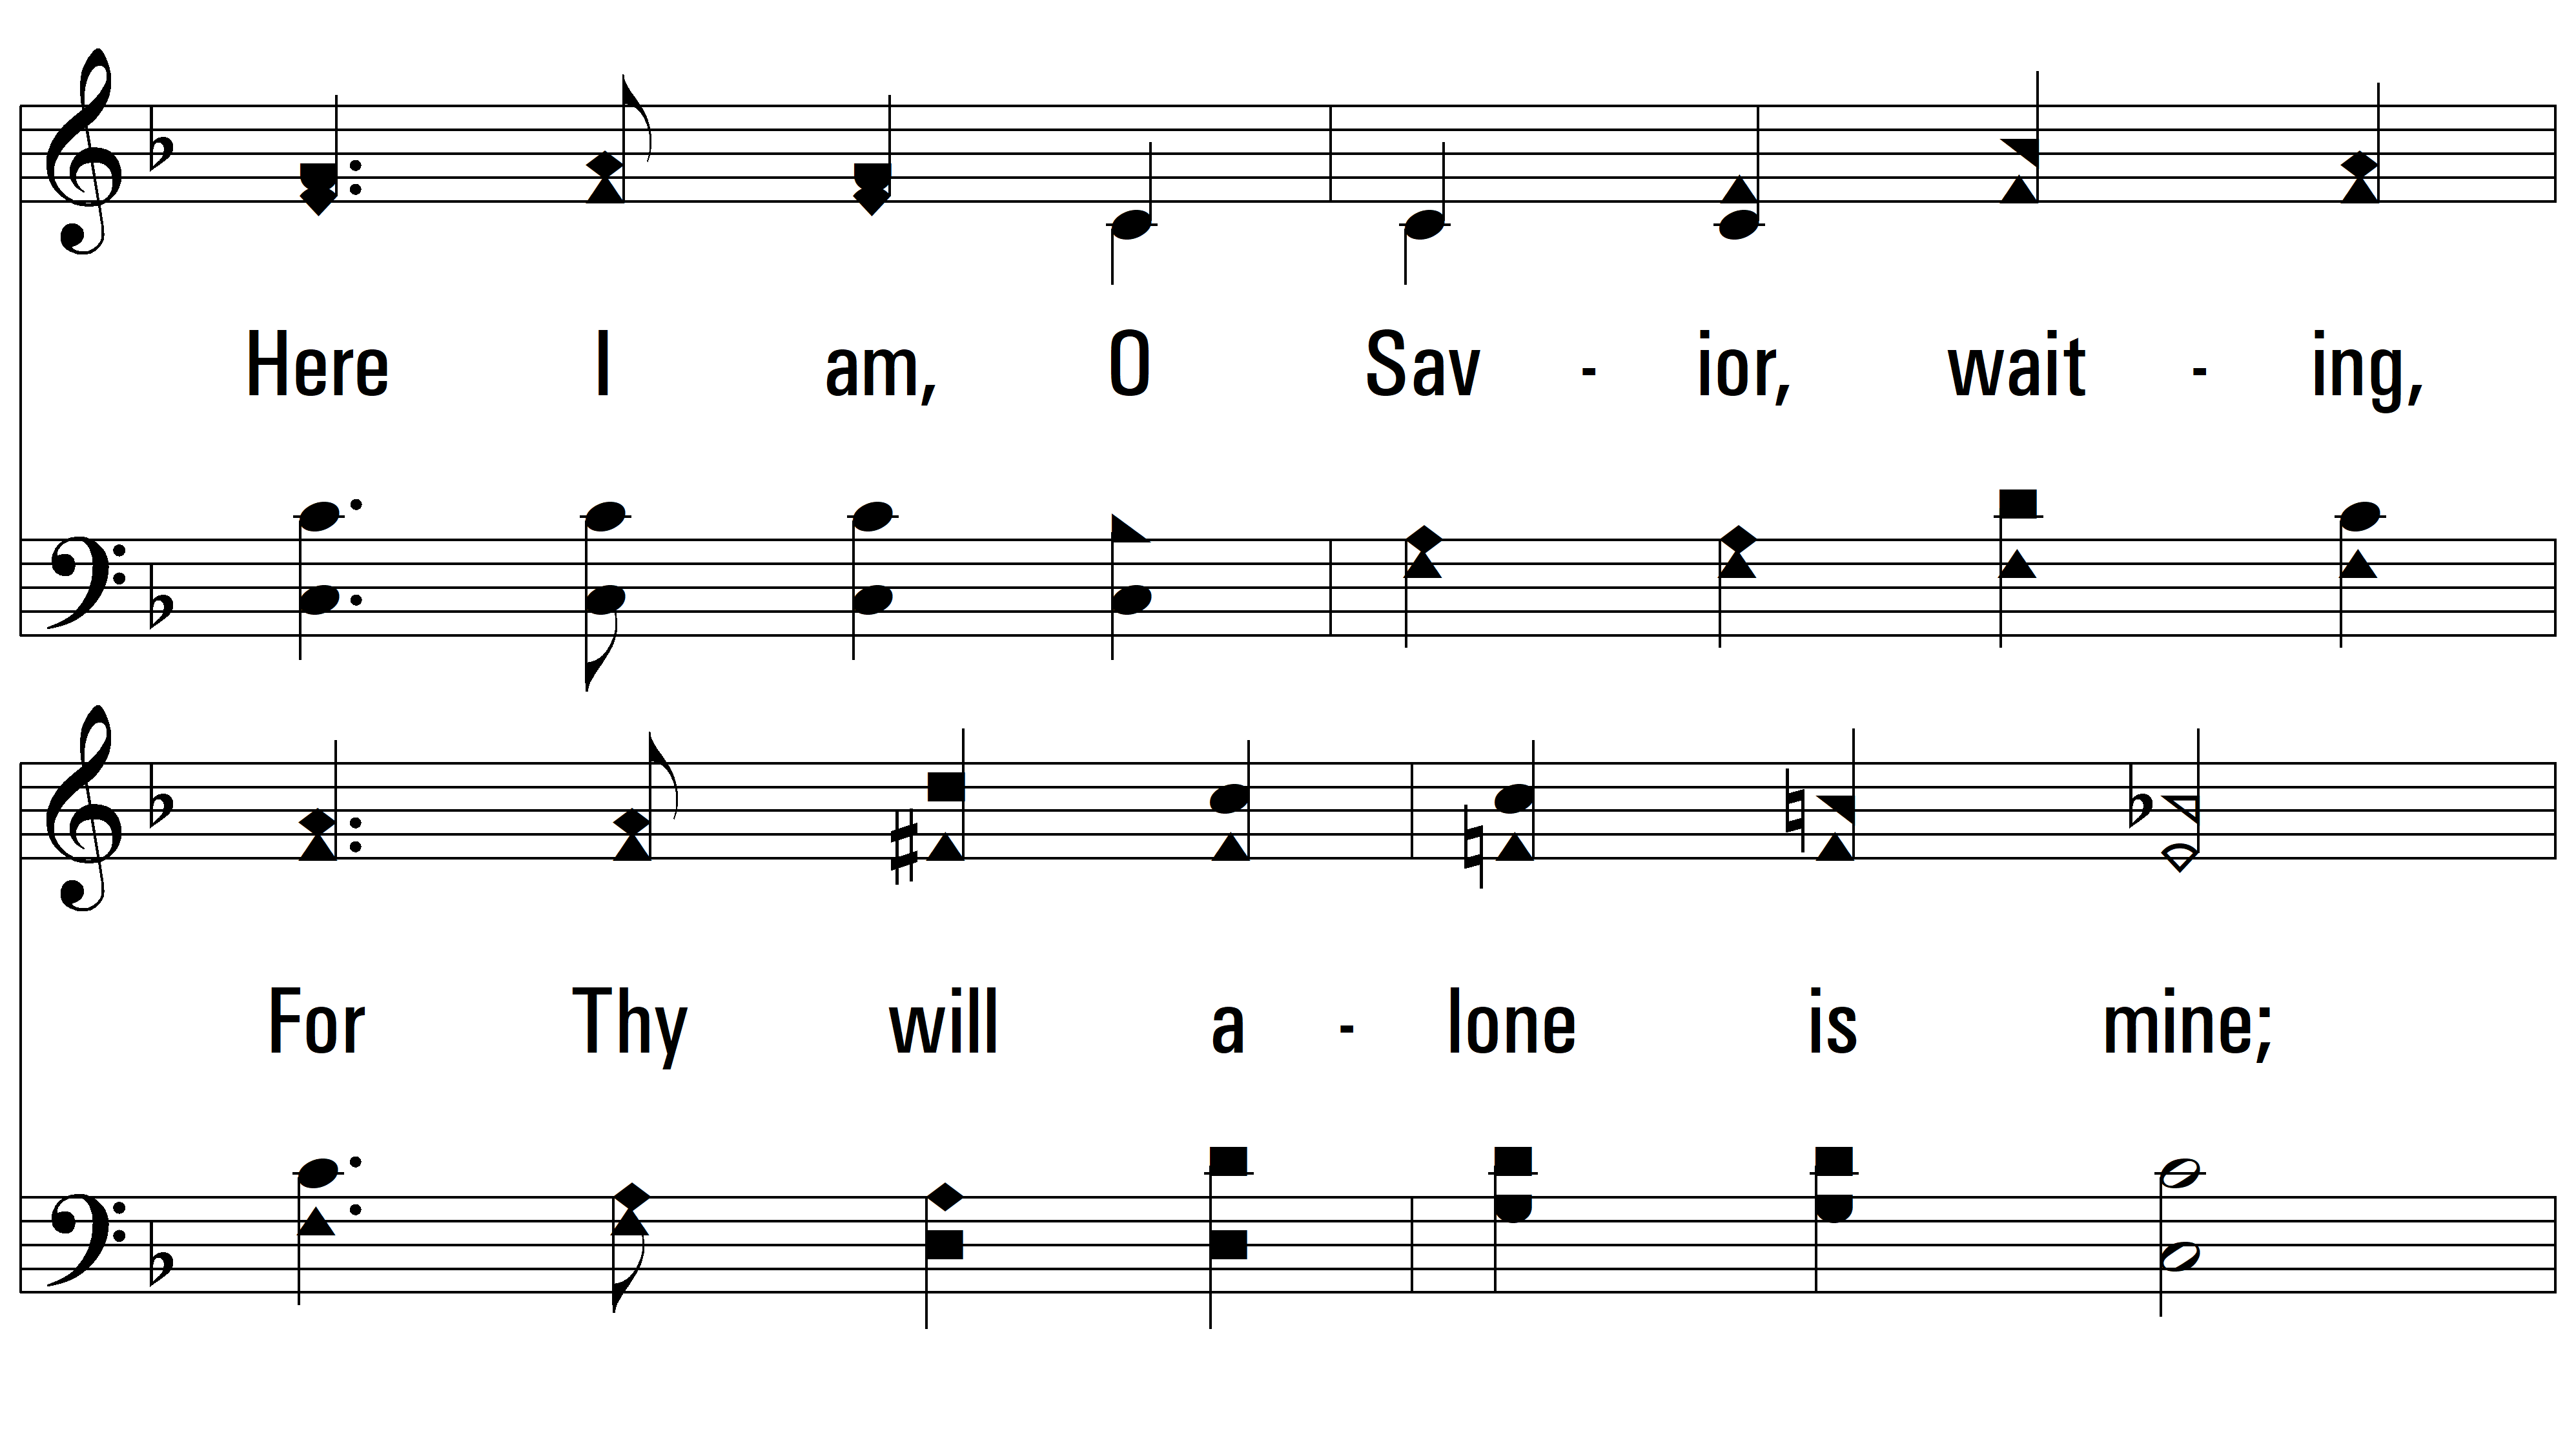 Here I am, O Sav - ior, wait - ing,
For Thy will a - lone is mine;